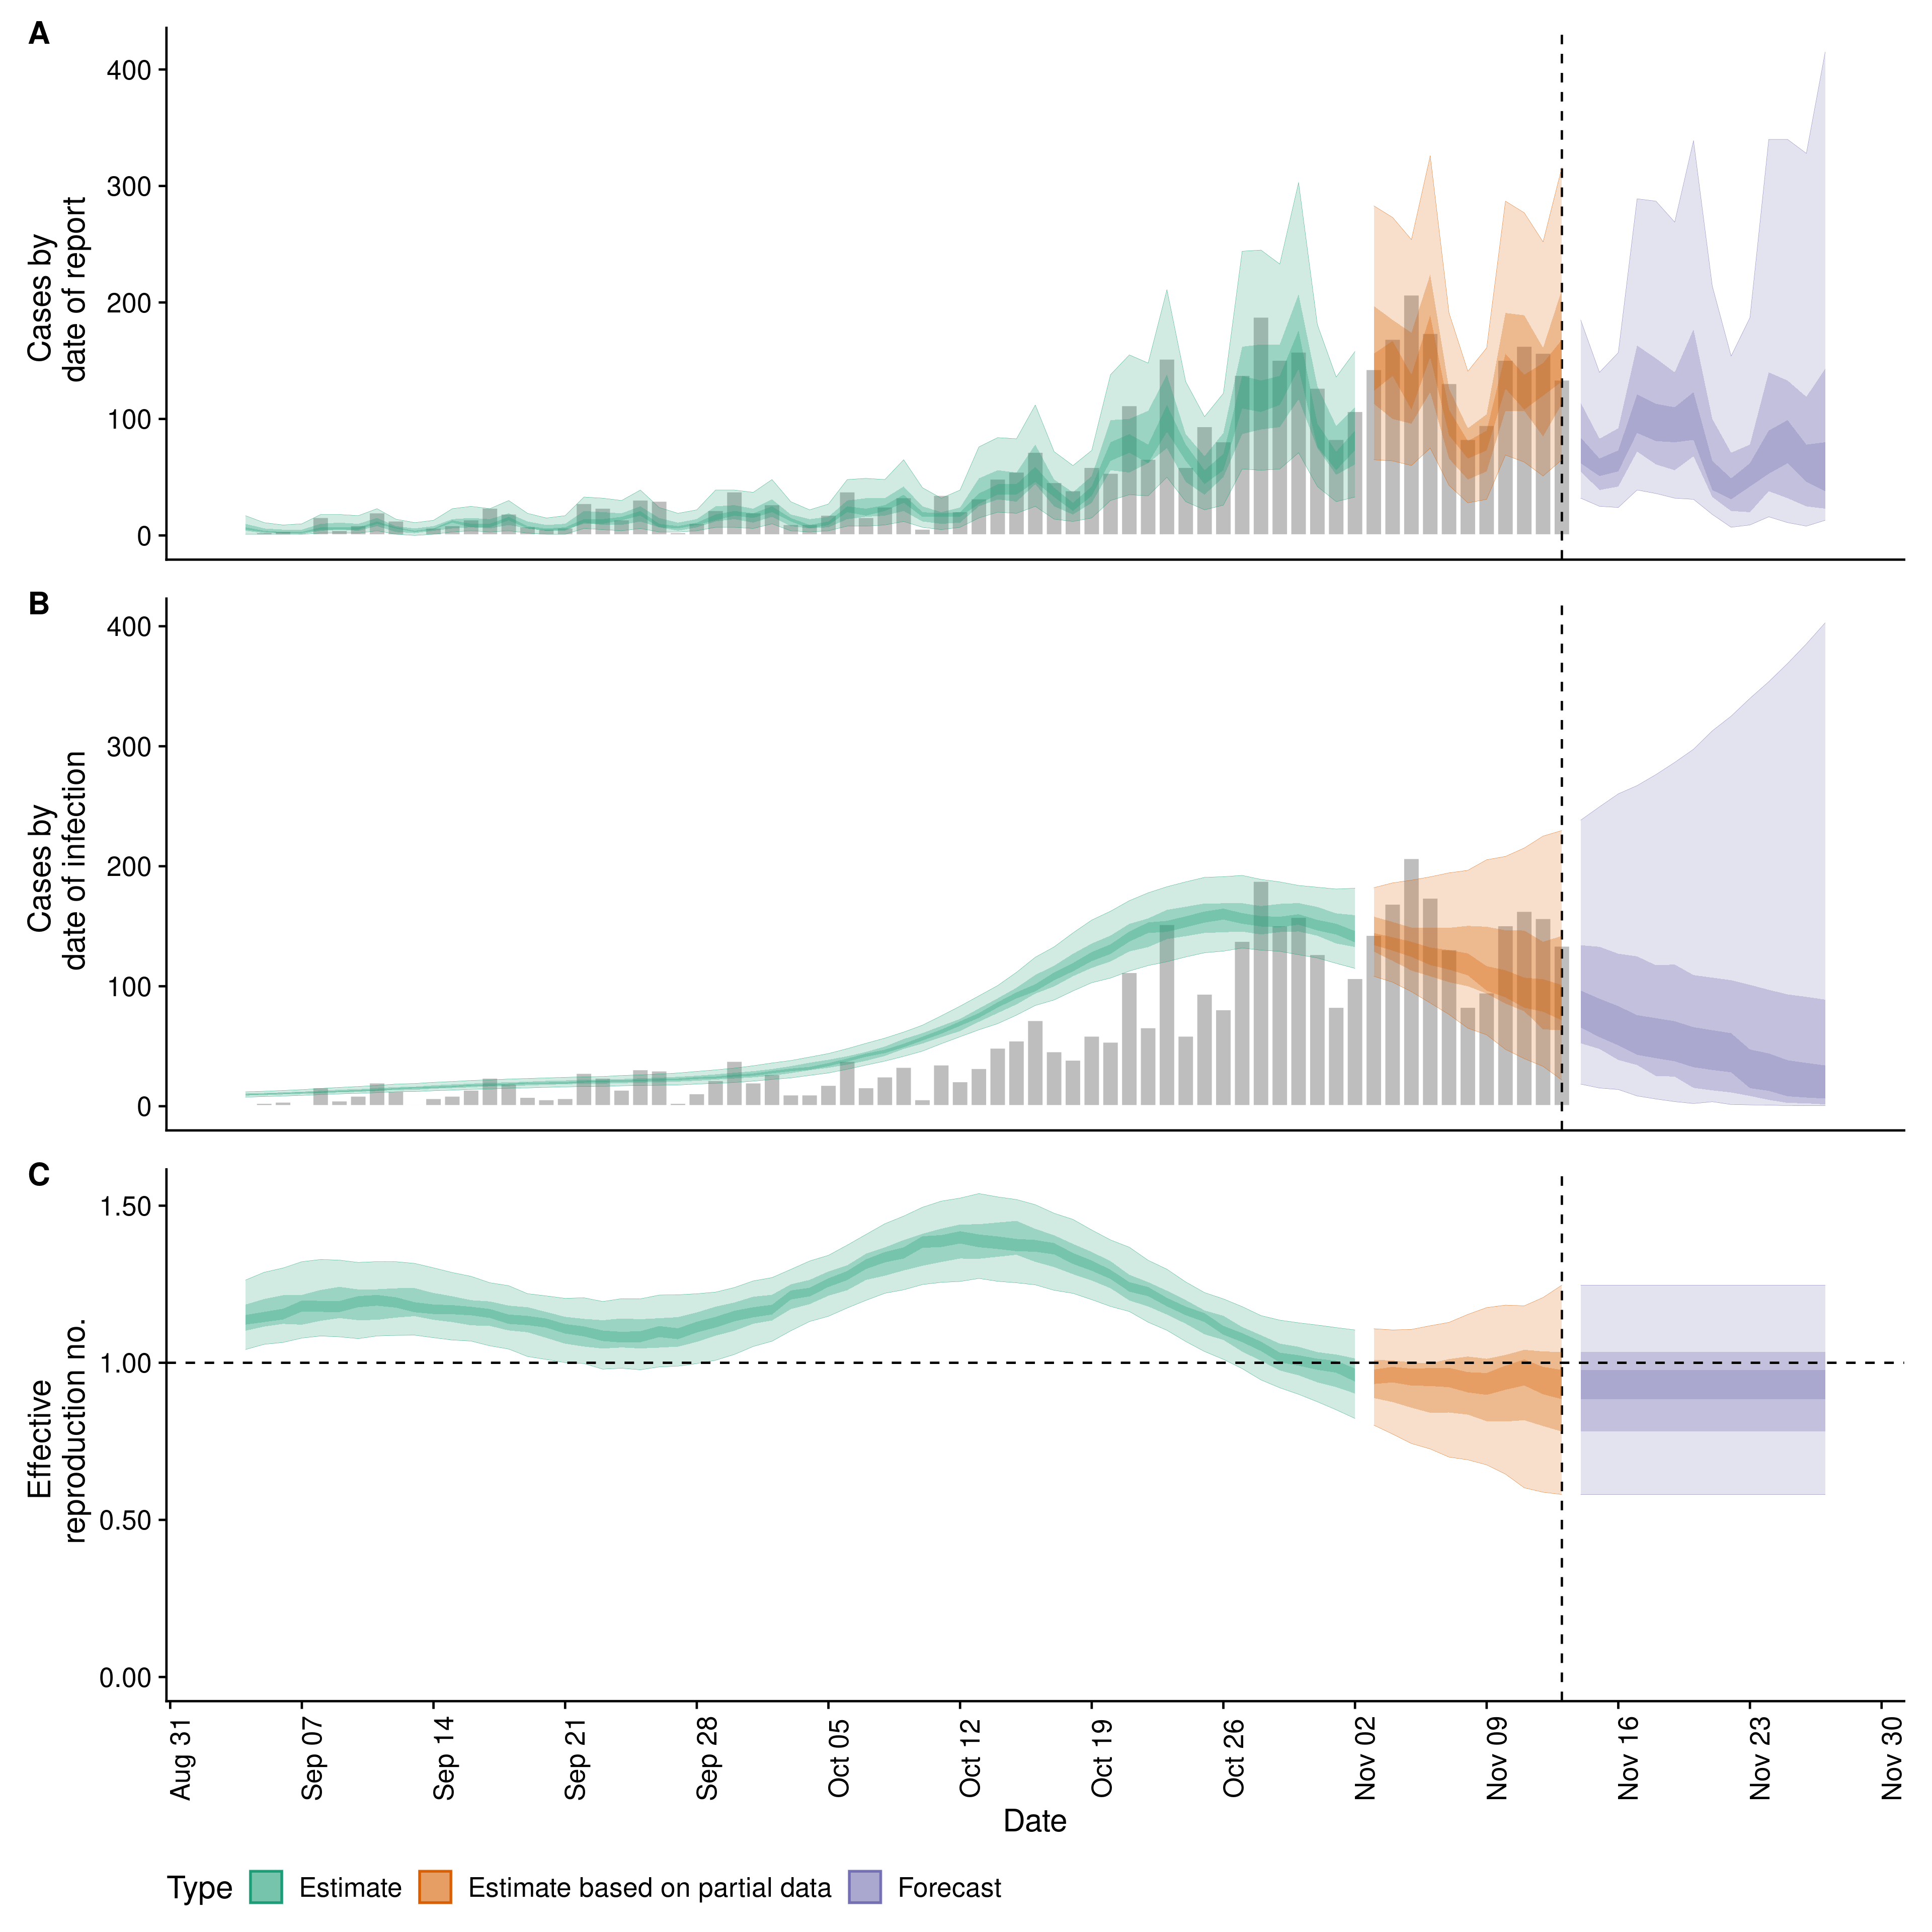 A
400
300
200
100
0
Cases by
date of report
B
400
300
200
100
0
Cases by
date of infection
C
1.50
1.00
0.50
0.00
Effective
reproduction no.
Aug 31
Sep 07
Sep 14
Sep 21
Sep 28
Oct 05
Oct 12
Oct 19
Oct 26
Nov 02
Nov 09
Nov 16
Nov 23
Nov 30
Date
Type Estimate Estimate based on partial data Forecast